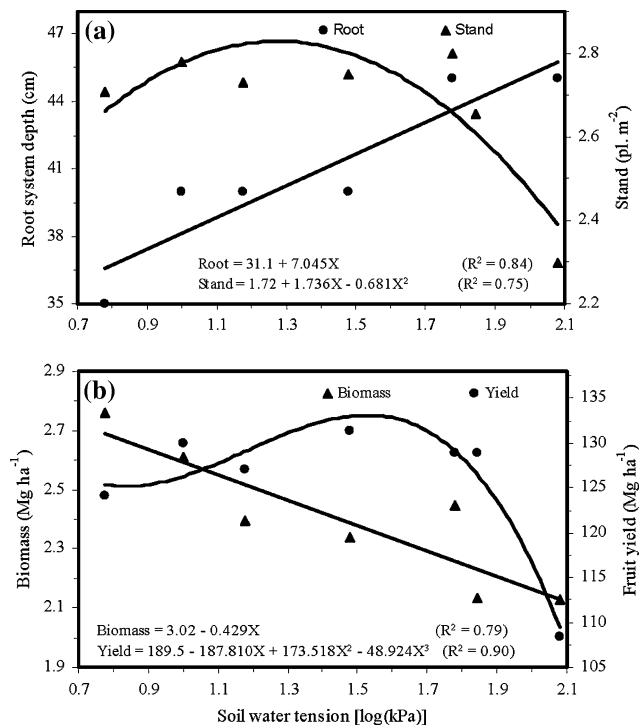 (a)
Root Stand
47
44
41
38
35
Root system depth (cm)
2.8
2.6
2.4
2.2
Stand (pl. m-2)
Root = 31.1 + 7.045X (R² = 0.84)
Stand = 1.72 + 1.736X - 0.681X² (R² = 0.75)
0.7 0.9 1.1 1.3 1.5 1.7 1.9 2.1
(b)
Biomass Yield
2.9
2.7
2.5
2.3
2.1
1.9
Biomass (Mg ha-1)
135
130
125
120
115
110
105
Fruit yield (Mg ha-1)
Biomass = 3.02 - 0.429X (R² = 0.79)
Yield = 189.5 - 187.810X + 173.518X² - 48.924X³ (R² = 0.90)
0.7 0.9 1.1 1.3 1.5 1.7 1.9 2.1
Soil water tension [log(kPa)]